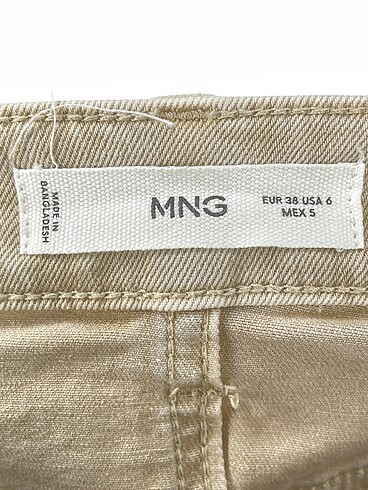 MADE IN
BANGLADESH
MNG
EUR 38 USA 6
MEX 5